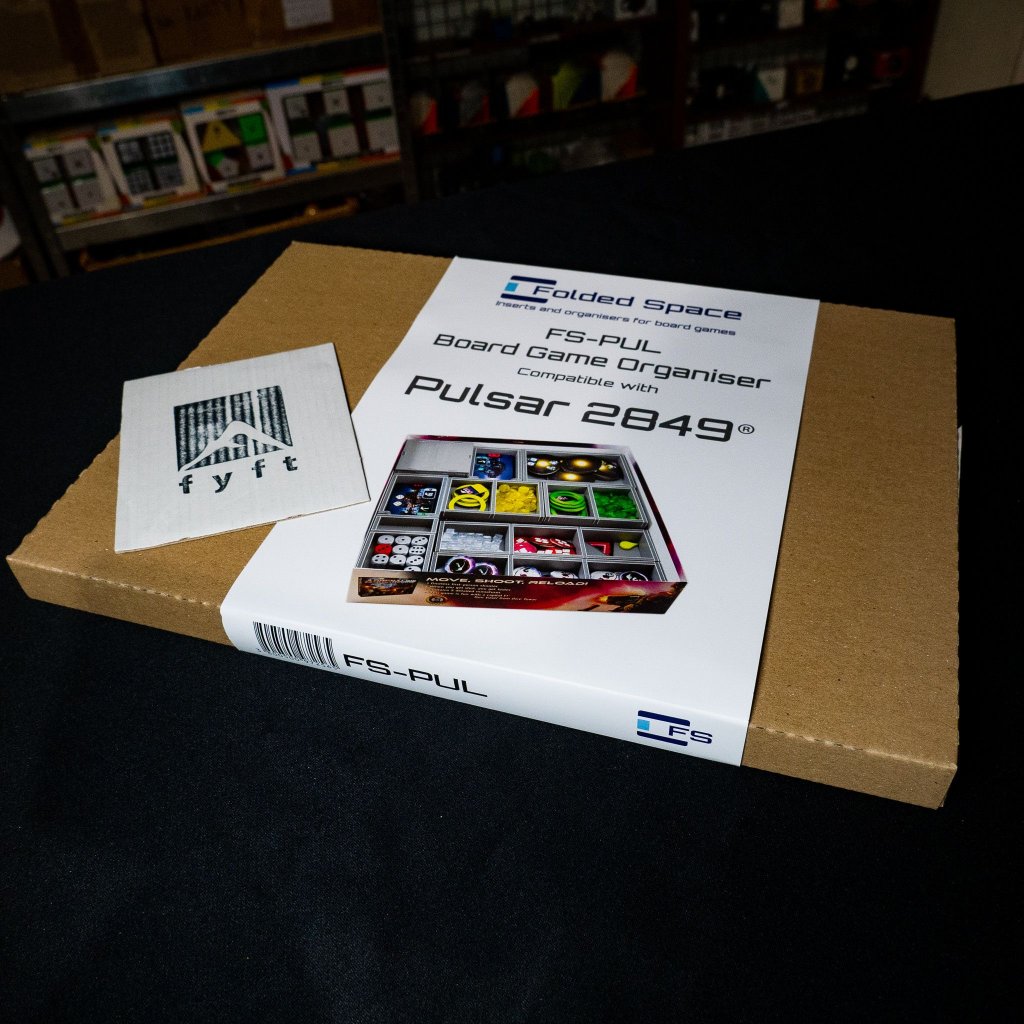 Folded Space
Inserts and organisers for board games
FS-PUL
Board Game Organiser
Compatible with
Pulsar 2849®
MOVE, SHOOT, RELOAD!
fyft
FS-PUL
FS